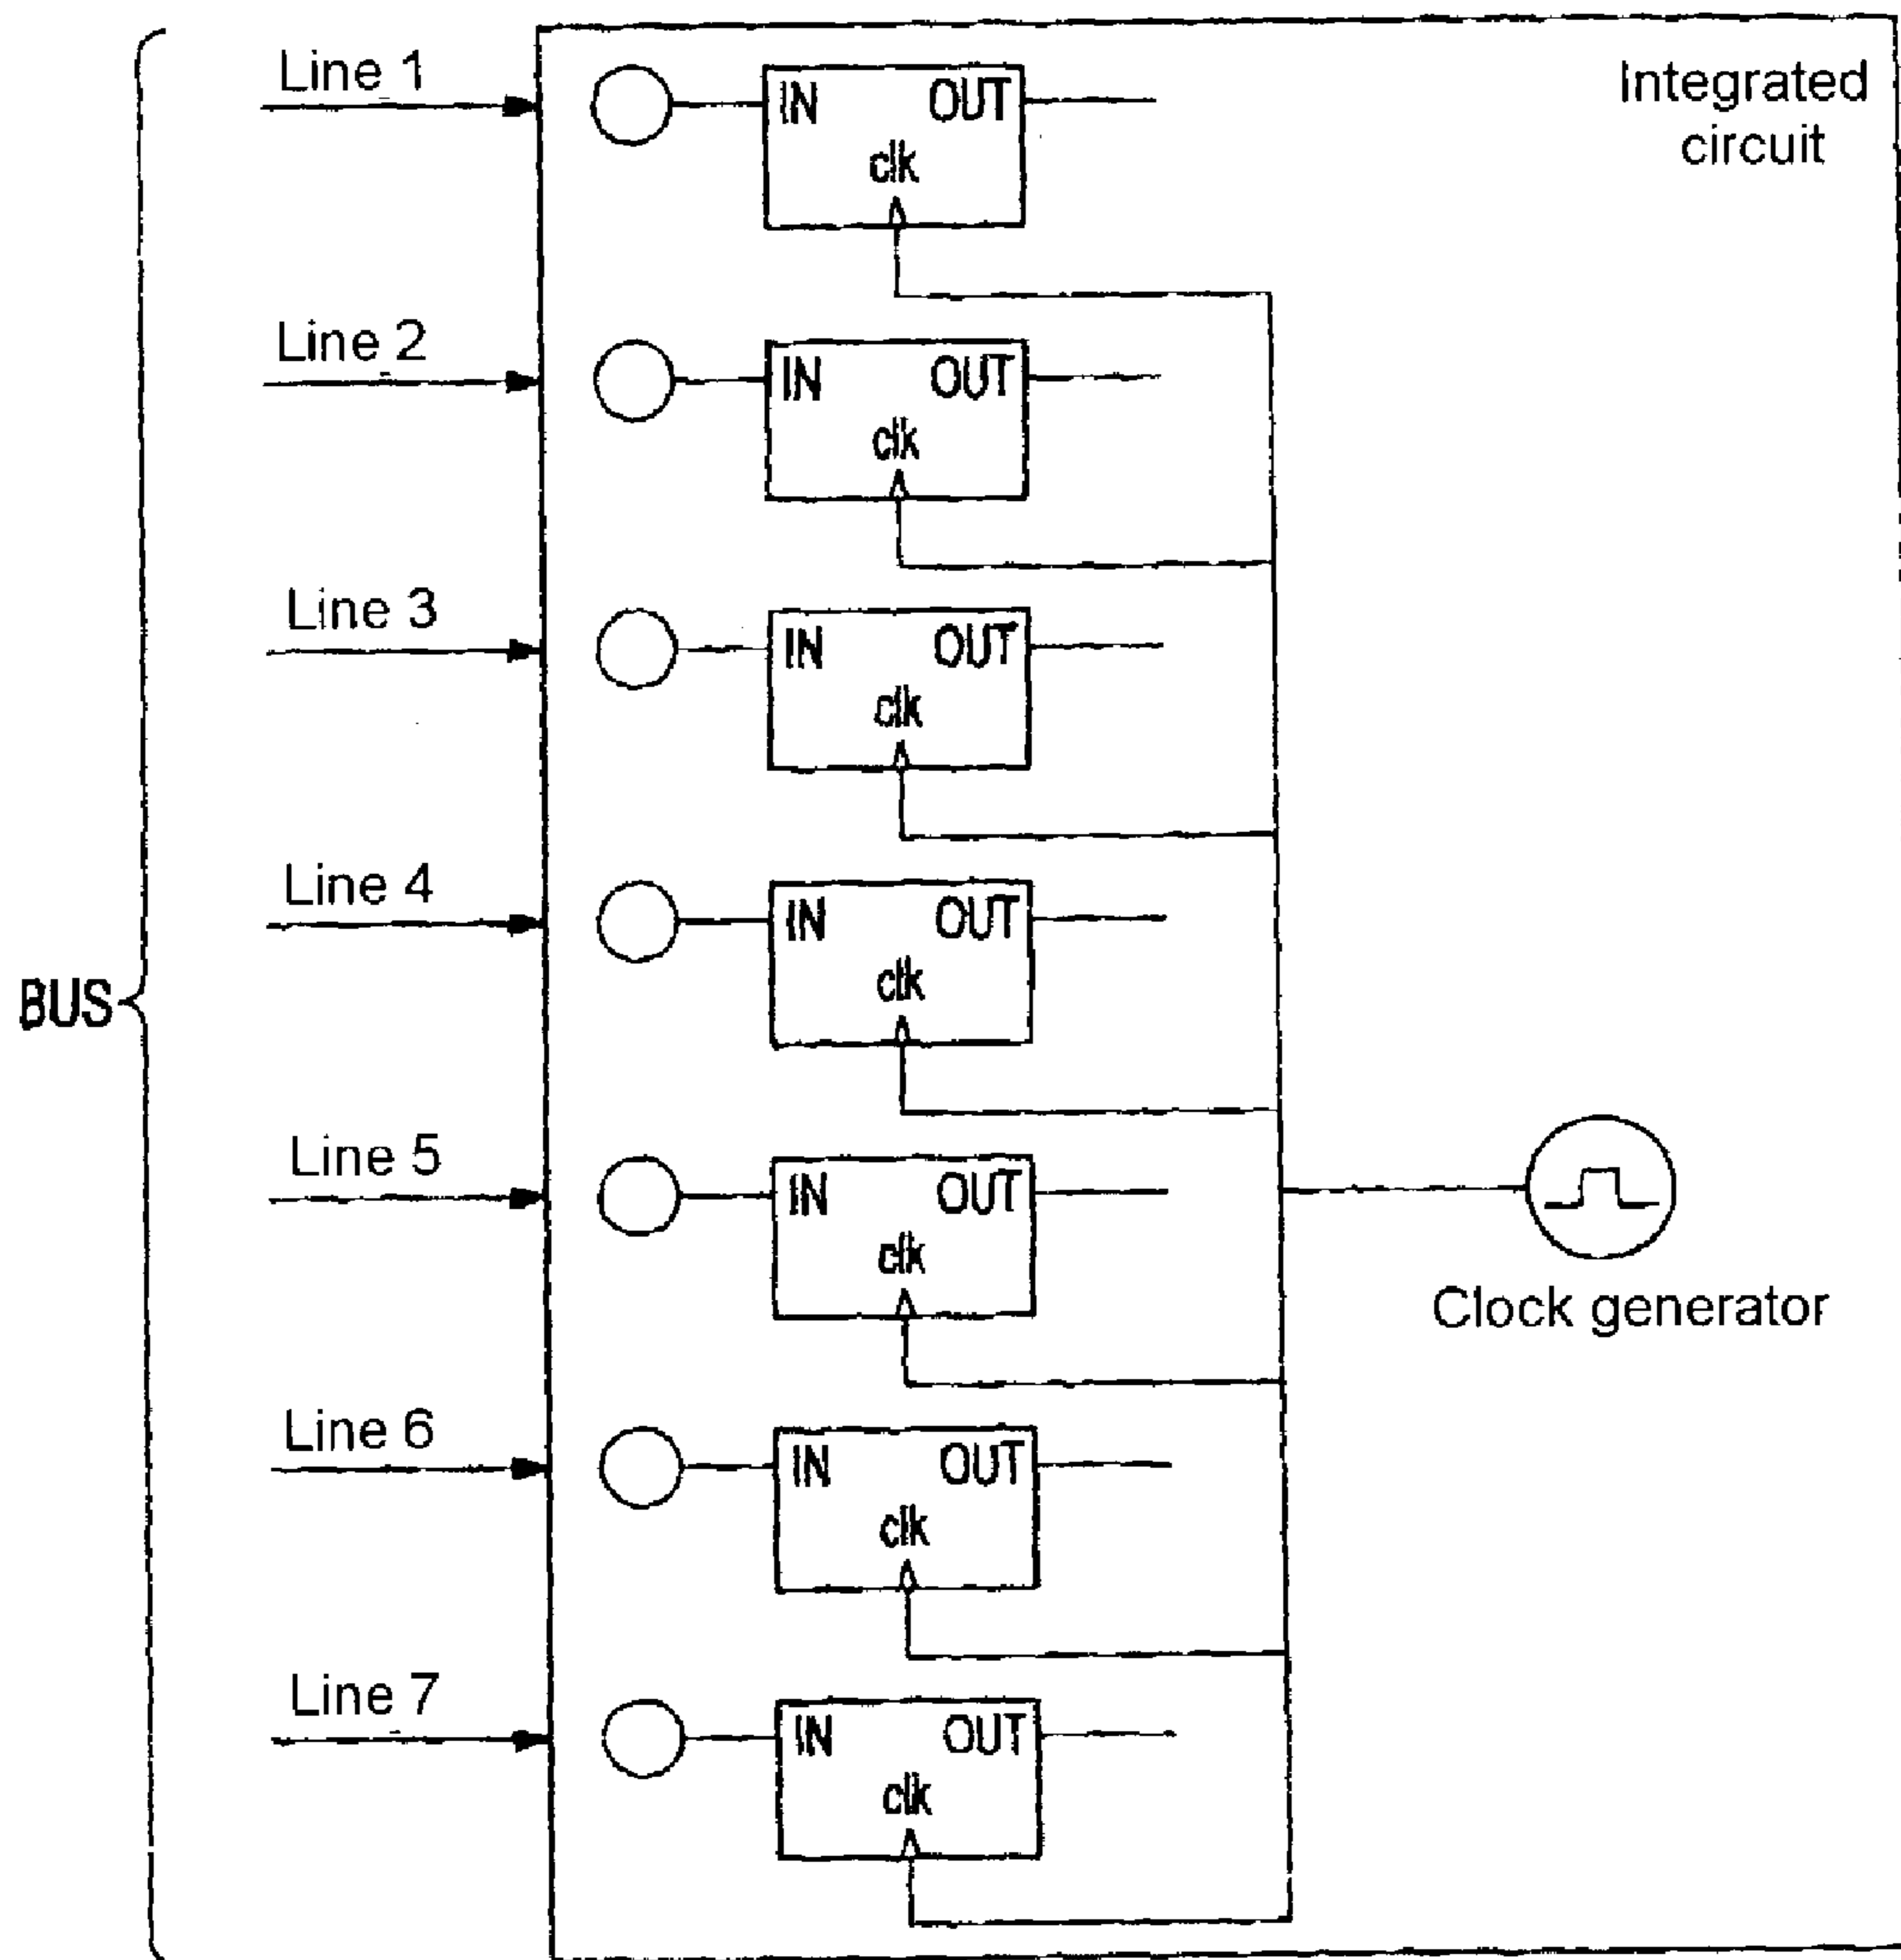 Line 1
IN OUT
clk
Integrated
circuit
Line 2
IN OUT
clk
Line 3
IN OUT
clk
Line 4
IN OUT
clk
BUS
Line 5
IN OUT
clk
Clock generator
Line 6
IN OUT
clk
Line 7
IN OUT
clk